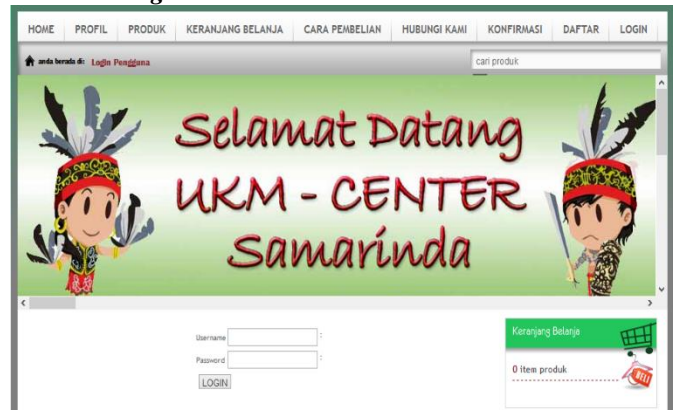 HOME PROFIL PRODUK KERANJANG BELANJA CARA PEMBELIAN HUBUNGI KAMI KONFIRMASI DAFTAR LOGIN
anda berada di: Login Pengguna
cari produk
Selamat Datang
UKM - CENTER
Samarinda
Username :
Password :
LOGIN
Keranjang Belanja
0 item produk
BELI